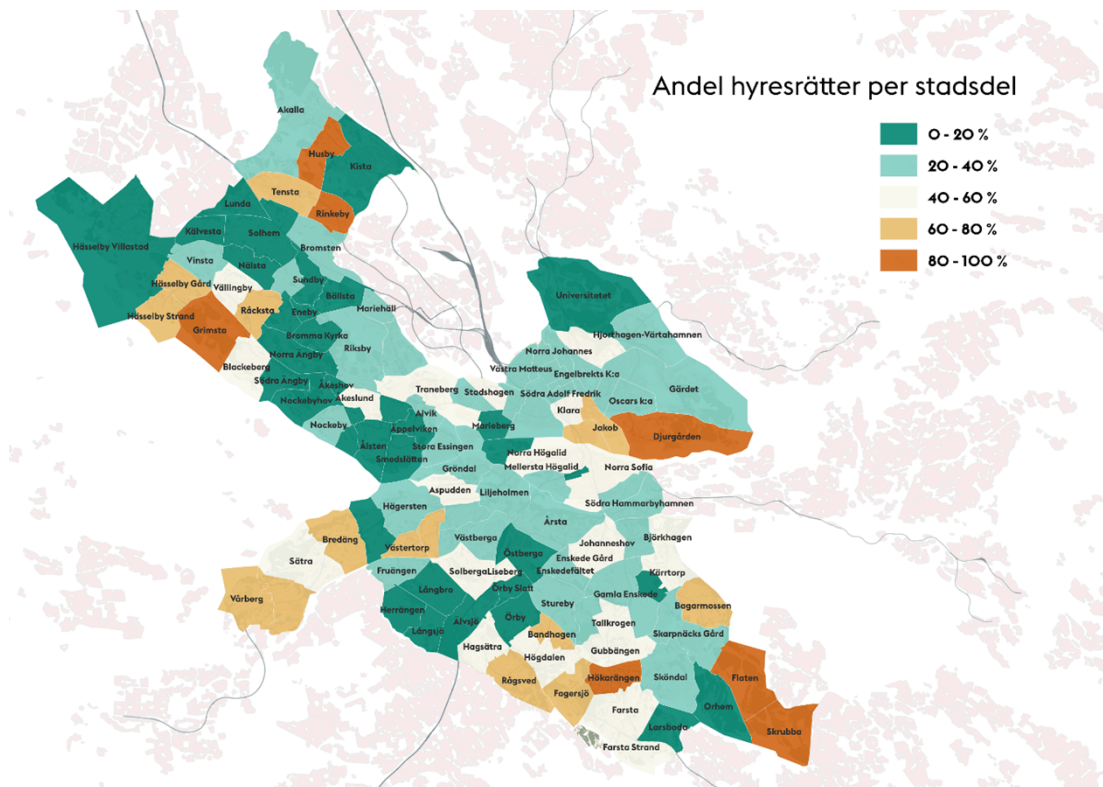 Andel hyresrätter per stadsdel
0 - 20 %
20 - 40 %
40 - 60 %
60 - 80 %
80 - 100 %
Akalla
Husby
Kista
Tensta
Rinkeby
Lunda
Kälvesta
Solhem
Hässelby Villastad
Bromsten
Vinsta
Nälsta
Sundby
Hässelby Gård
Vällingby
Bällsta
Universitetet
Hässelby Strand
Råcksta
Eneby
Mariehäll
Grimsta
Bromma Kyrka
Riksby
Hjorthagen-Värtahamnen
Norra Ängby
Norra Johannes
Blackeberg
Västra Matteus
Engelbrekts K:a
Södra Ängby
Åkeshov
Traneberg
Stadshagen
Södra Adolf Fredrik
Gärdet
Nockebyhov
Åkeslund
Oscars k:a
Alvik
Klara
Nockeby
Äppelviken
Marieberg
Jakob
Djurgården
Ålsten
Stora Essingen
Norra Högalid
Smedslätten
Gröndal
Mellersta Högalid
Norra Sofia
Aspudden
Liljeholmen
Hägersten
Södra Hammarbyhamnen
Årsta
Bredäng
Västertorp
Västberga
Johanneshov
Björkhagen
Sätra
Östberga
Enskede Gård
Fruängen
Solberga
Liseberg
Enskedefältet
Kärrtorp
Långbro
Örby Slott
Gamla Enskede
Vårberg
Herrängen
Stureby
Bagarmossen
Älvsjö
Örby
Tallkrogen
Långsjö
Bandhagen
Skarpnäcks Gård
Hagsätra
Högdalen
Gubbängen
Rågsved
Hökarängen
Sköndal
Flaten
Fagersjö
Farsta
Orhem
Larsboda
Skrubba
Farsta Strand